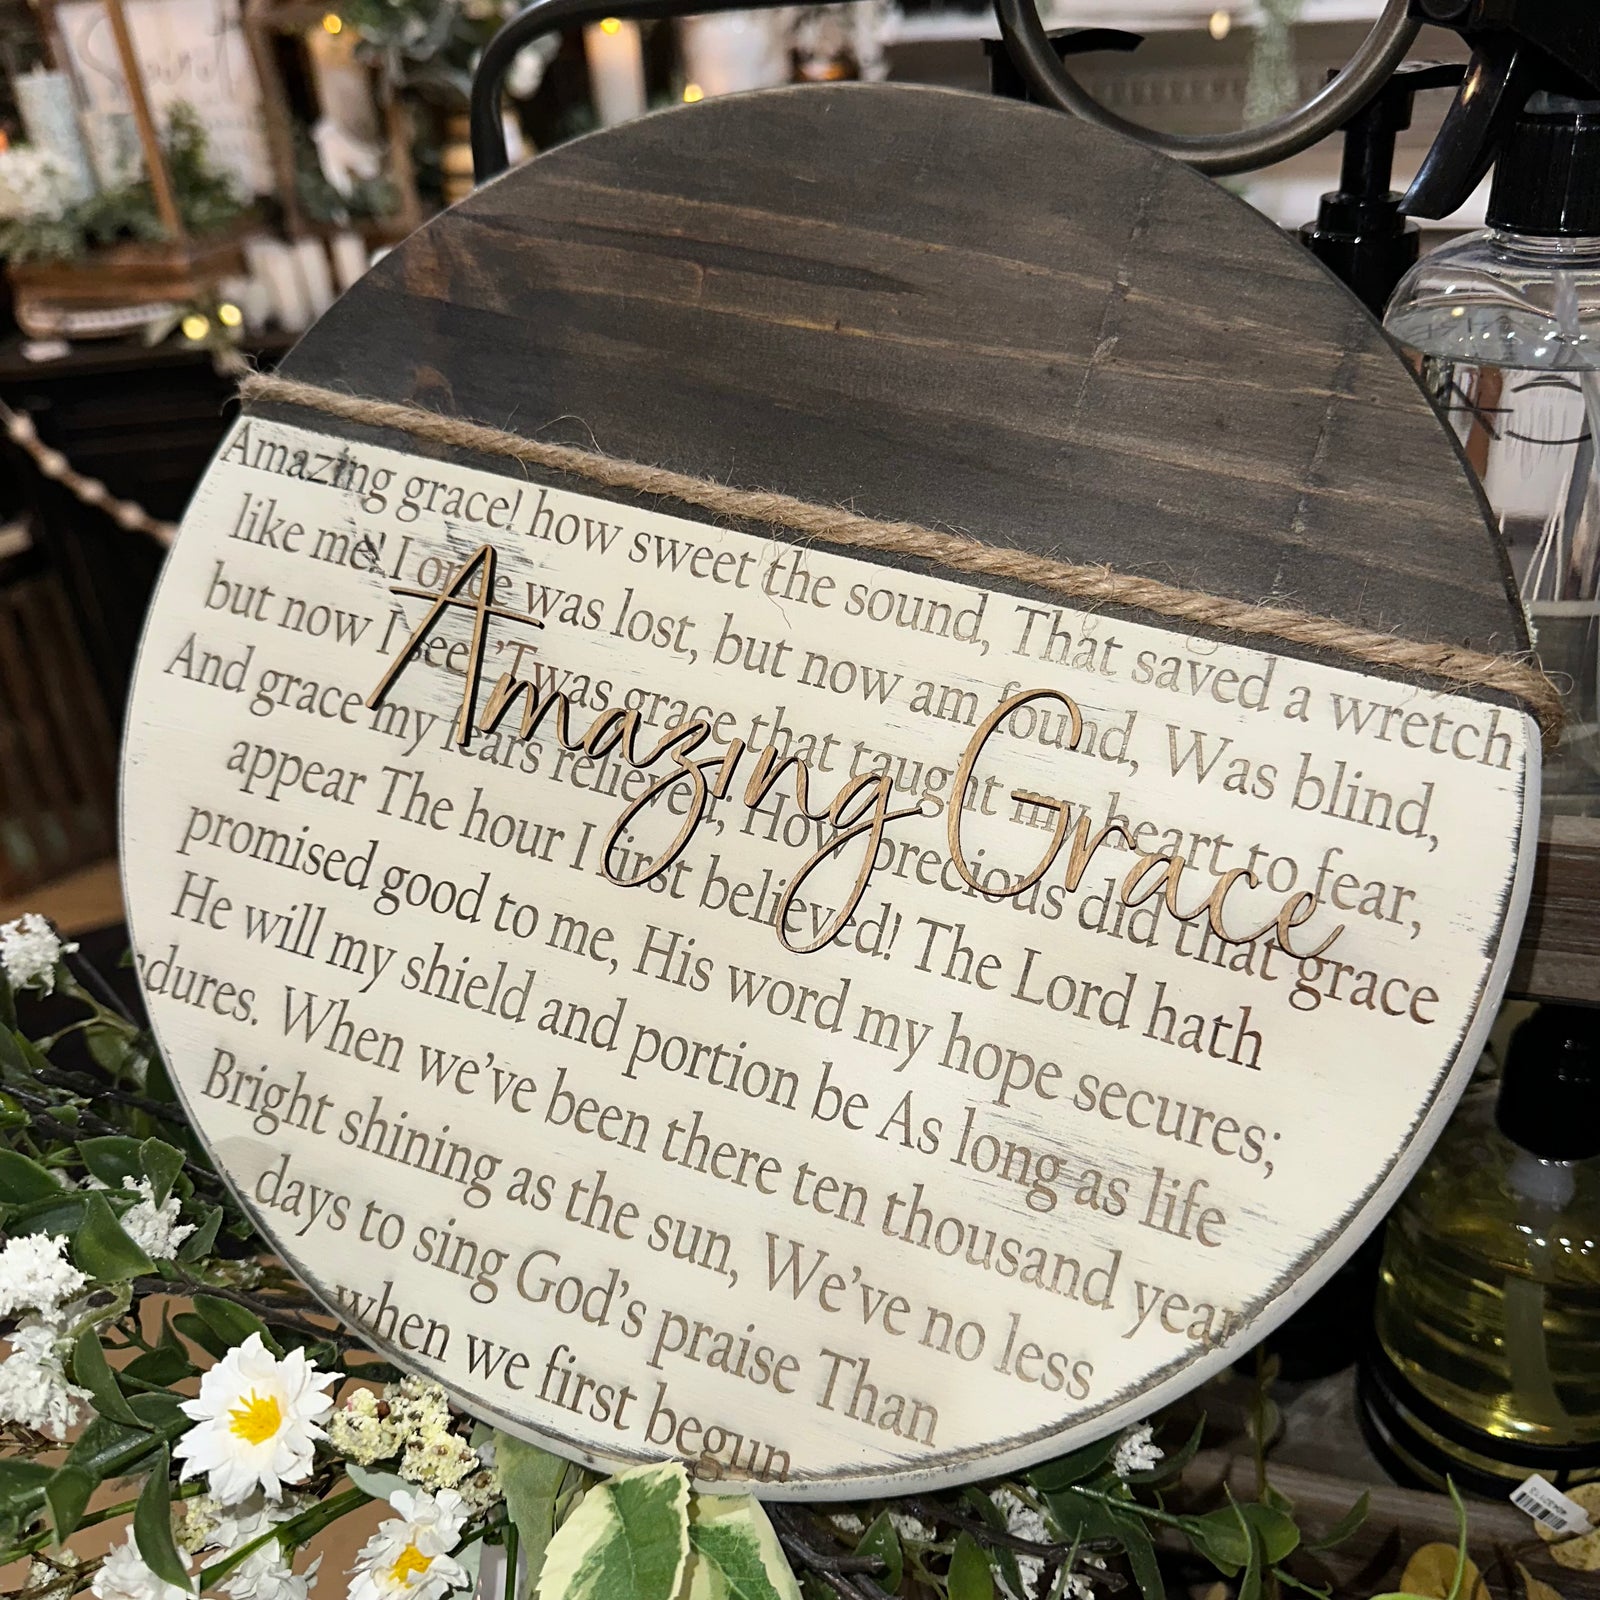 Amazing grace! how sweet the sound, That saved a wretch
like me! I once was lost, but now am found, Was blind,
but now I see. 'Twas grace that taught my heart to fear,
And grace my fears relieved; How precious did that grace
appear The hour I first believed! The Lord hath
promised good to me, His word my hope secures;
He will my shield and portion be As long as life
ndures. When we've been there ten thousand year
Bright shining as the sun, We've no less
days to sing God's praise Than
when we first begun
Amazing Grace